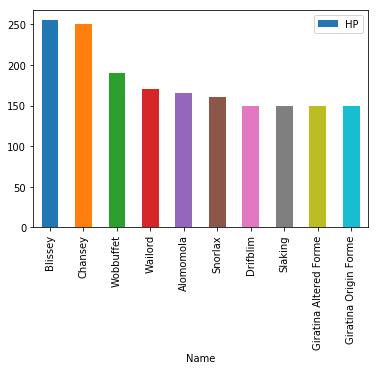 HP
250
200
150
100
50
0
Blissey
Chansey
Wobbuffet
Wailord
Alomomola
Snorlax
Drifblim
Slaking
Giratina Altered Forme
Giratina Origin Forme
Name